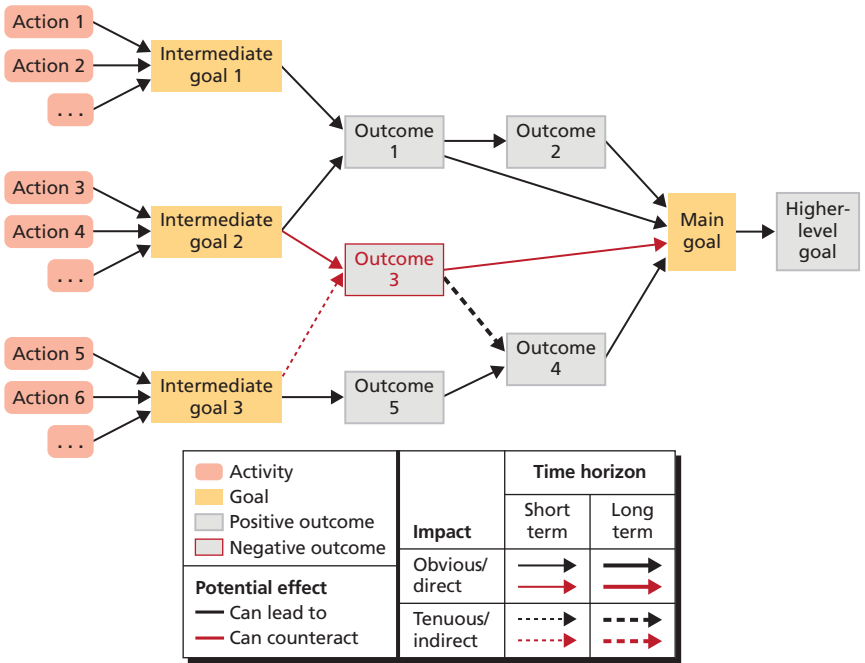 Action 1
Action 2
...
Intermediate
goal 1
Action 3
Action 4
...
Intermediate
goal 2
Action 5
Action 6
...
Intermediate
goal 3
Outcome
1
Outcome
2
Outcome
3
Outcome
4
Outcome
5
Main
goal
Higher-
level
goal
Activity
Goal
Positive outcome
Negative outcome
Potential effect
Can lead to
Can counteract
Impact
Time horizon
Short
term
Long
term
Obvious/
direct
Tenuous/
indirect